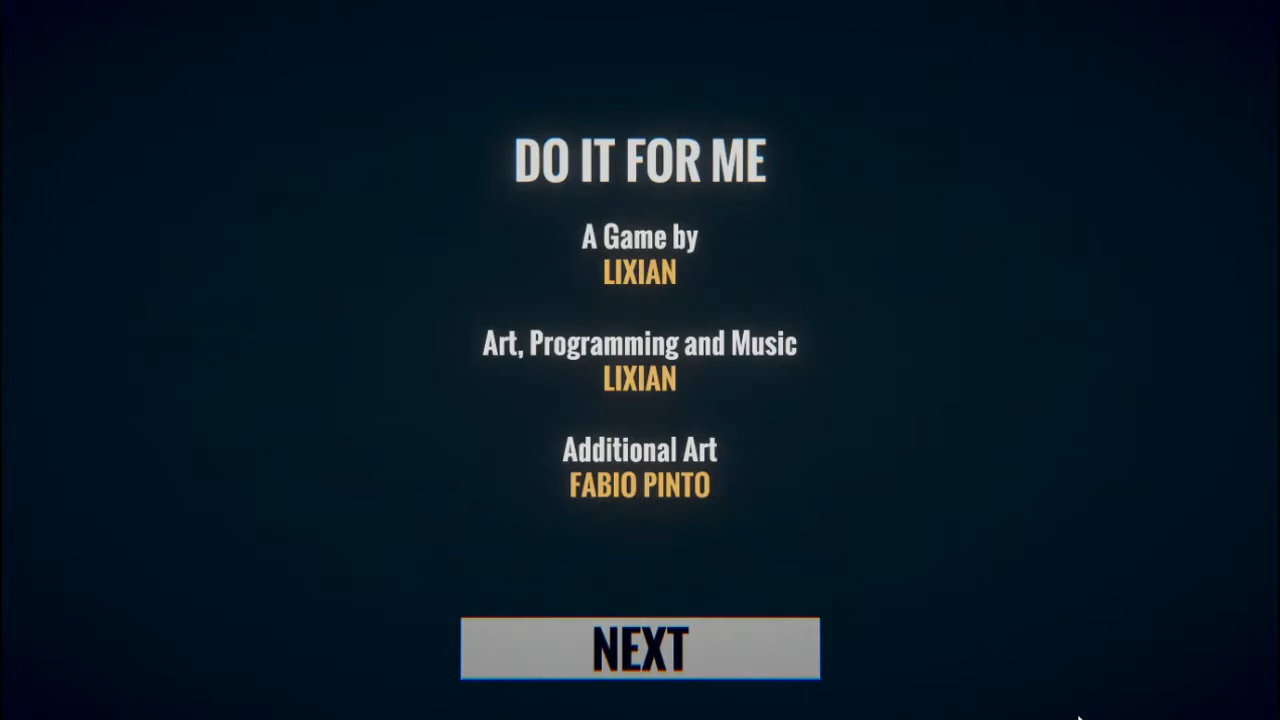 DO IT FOR ME
A Game by
LIXIAN
Art, Programming and Music
LIXIAN
Additional Art
FABIO PINTO
NEXT